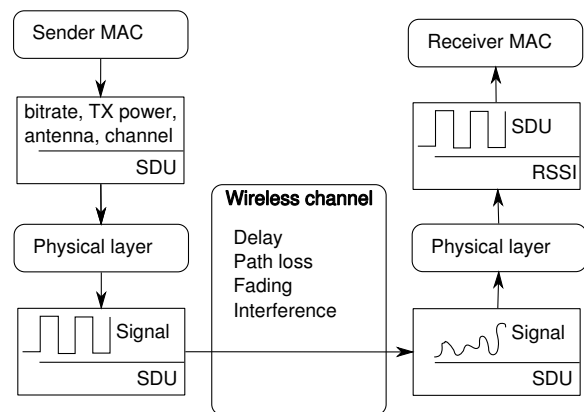 Sender MAC
bitrate, TX power,
antenna, channel
SDU
Physical layer
Signal
SDU
Wireless channel
Delay
Path loss
Fading
Interference
Receiver MAC
SDU
RSSI
Physical layer
Signal
SDU